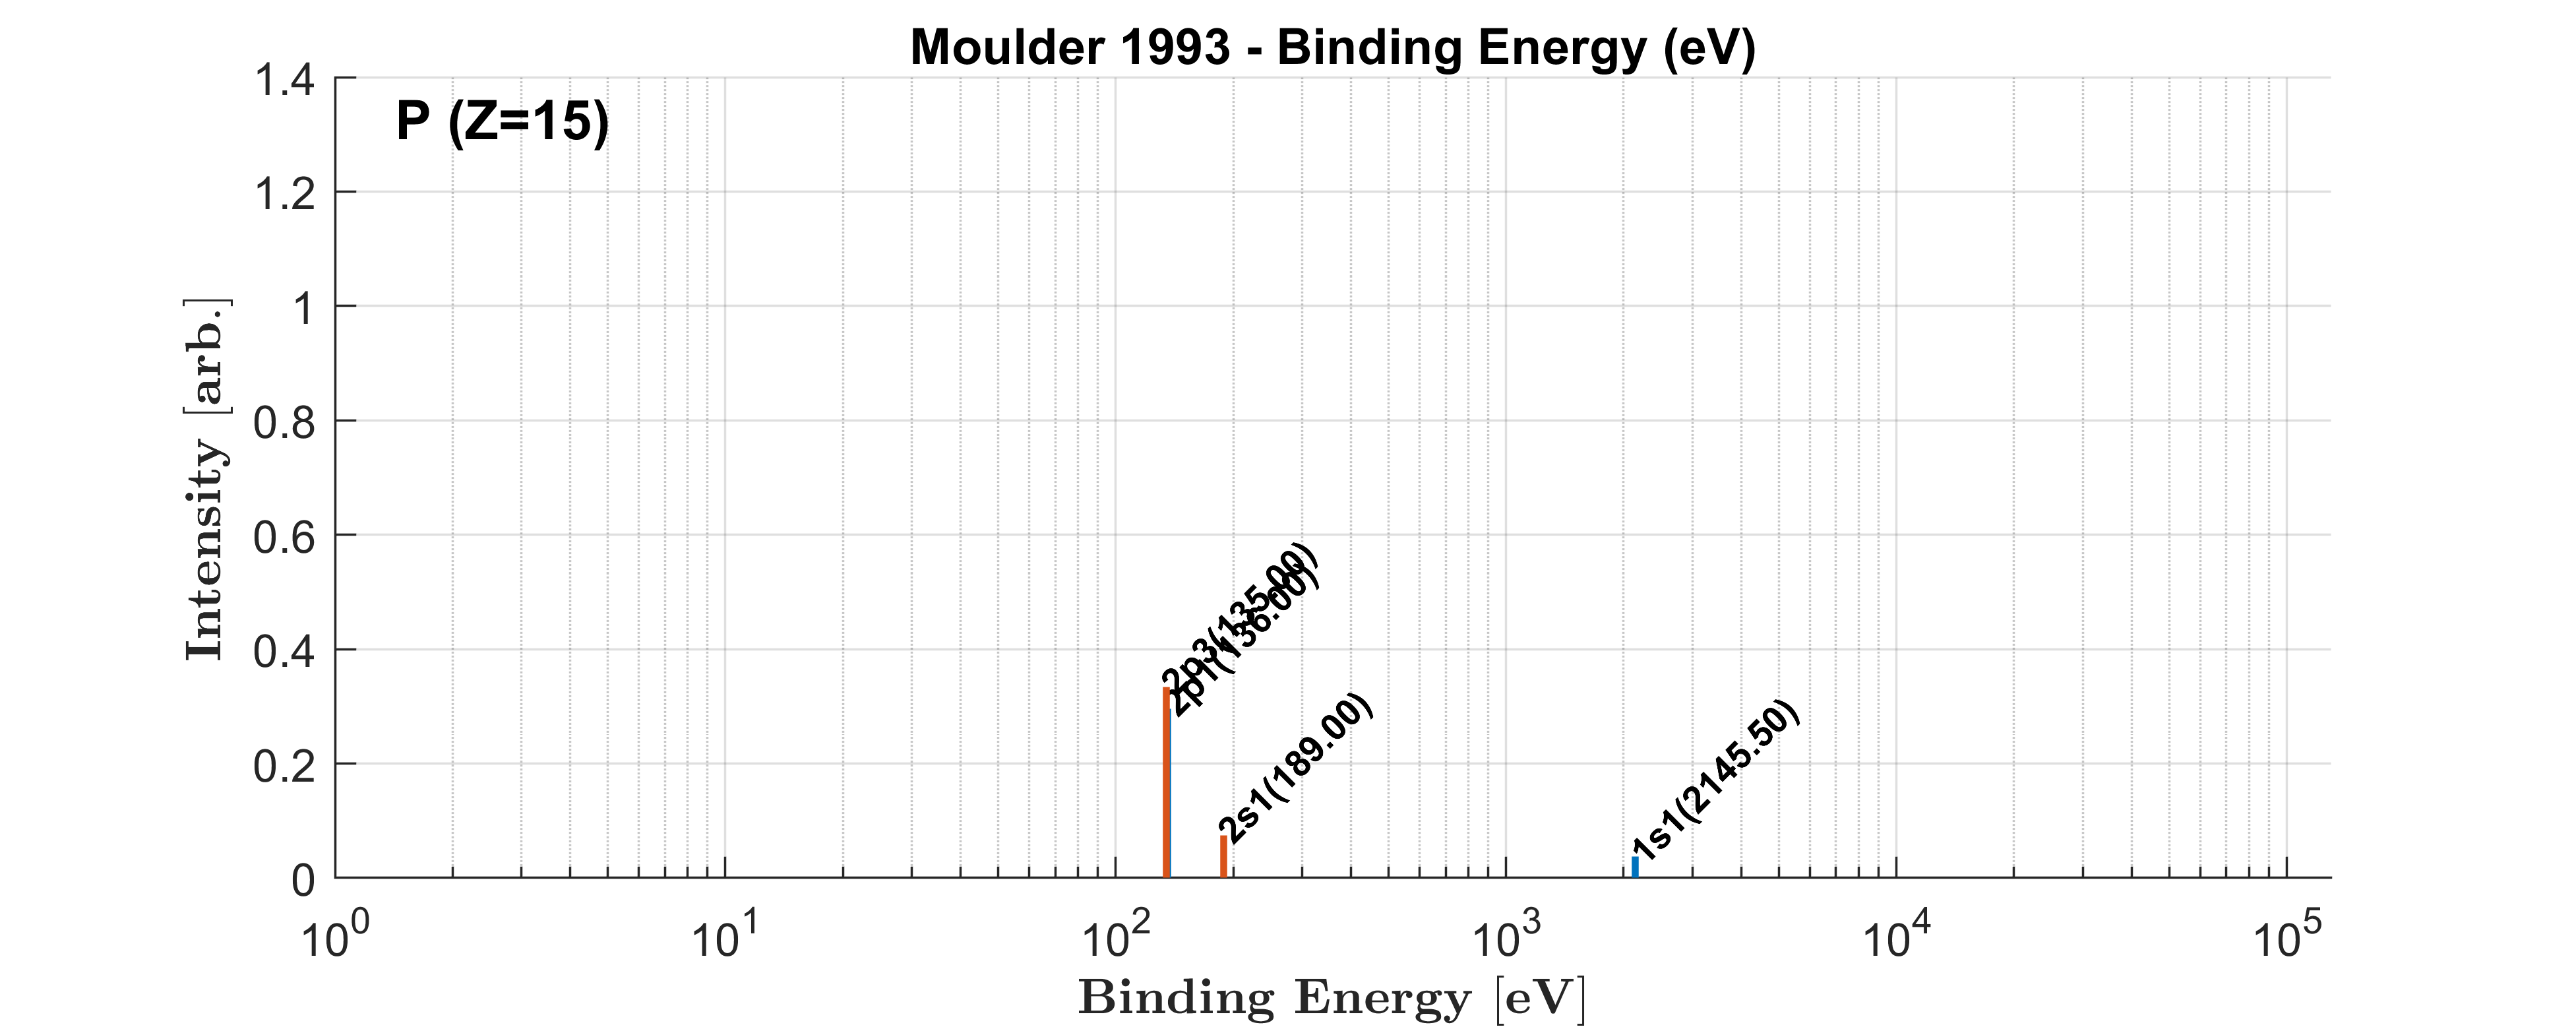 Moulder 1993 - Binding Energy (eV)
P (Z=15)
1.4
1.2
1
0.8
0.6
0.4
0.2
0
Intensity [arb.]
2p3(135.00)
2p1(136.00)
2s1(189.00)
1s1(2145.50)
10^0 10^1 10^2 10^3 10^4 10^5
Binding Energy [eV]